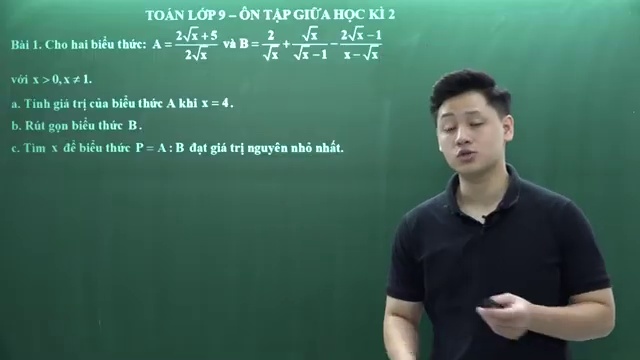 TOÁN LỚP 9 – ÔN TẬP GIỮA HỌC KÌ 2
Bài 1. Cho hai biểu thức: A = (2√x + 5)/(2√x) và B = 2/√x + √x/(√x − 1) − (2√x − 1)/(x − √x)
với x > 0, x ≠ 1.
a. Tính giá trị của biểu thức A khi x = 4.
b. Rút gọn biểu thức B.
c. Tìm x để biểu thức P = A : B đạt giá trị nguyên nhỏ nhất.